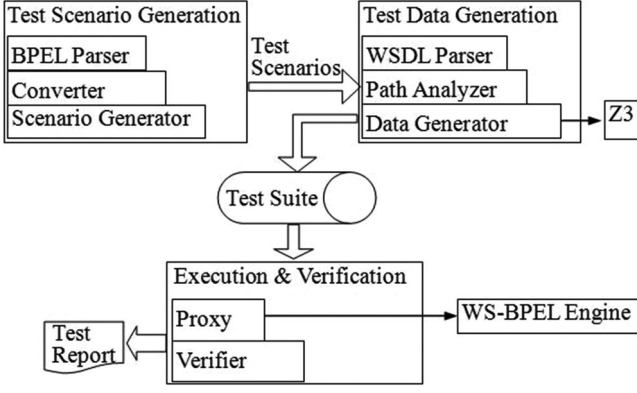 Test Scenario Generation
BPEL Parser
Converter
Scenario Generator
Test
Scenarios
Test Data Generation
WSDL Parser
Path Analyzer
Data Generator
Z3
Test Suite
Execution & Verification
Proxy
Verifier
WS-BPEL Engine
Test
Report